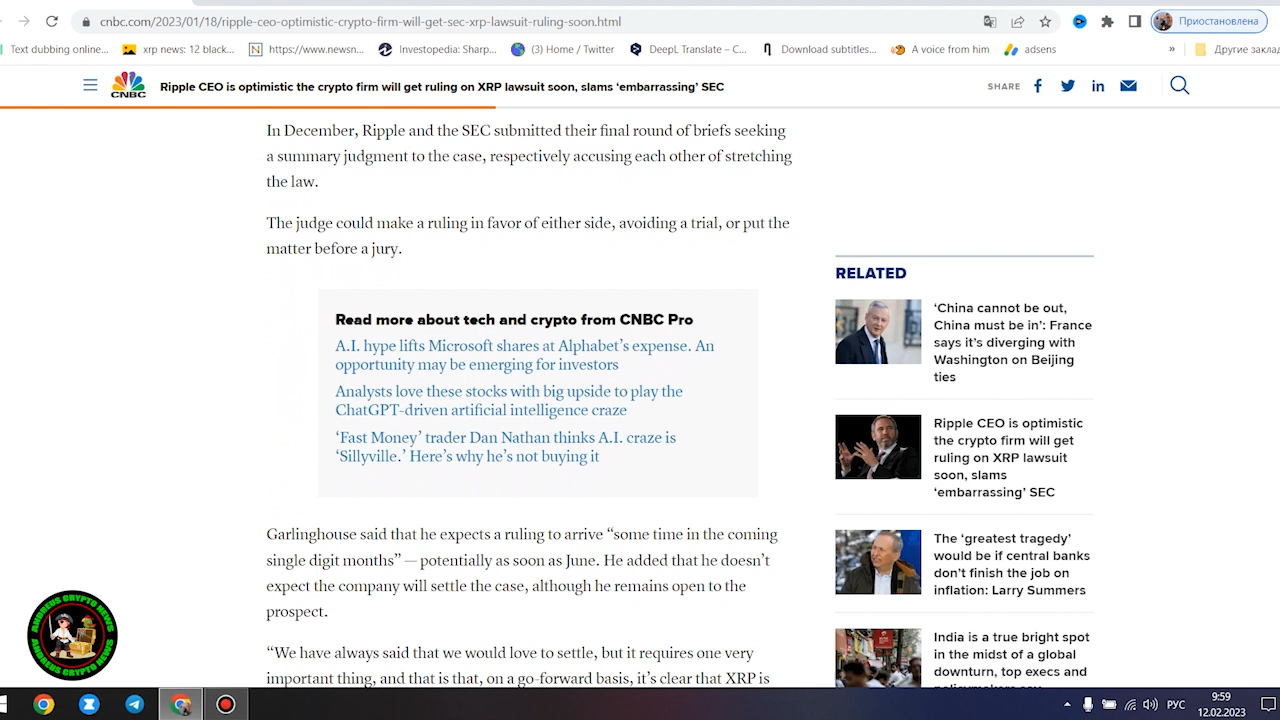 cnbc.com/2023/01/18/ripple-ceo-optimistic-crypto-firm-will-get-sec-xrp-lawsuit-ruling-soon.html
Приостановлена
Text dubbing online...
xrp news: 12 black...
https://www.newsn...
Investopedia: Sharp...
(3) Home / Twitter
DeepL Translate – C...
Download subtitles...
A voice from him
adsens
»
Другие закла
CNBC
Ripple CEO is optimistic the crypto firm will get ruling on XRP lawsuit soon, slams ‘embarrassing’ SEC
SHARE
In December, Ripple and the SEC submitted their final round of briefs seeking
a summary judgment to the case, respectively accusing each other of stretching
the law.
The judge could make a ruling in favor of either side, avoiding a trial, or put the
matter before a jury.
Read more about tech and crypto from CNBC Pro
A.I. hype lifts Microsoft shares at Alphabet’s expense. An
opportunity may be emerging for investors
Analysts love these stocks with big upside to play the
ChatGPT-driven artificial intelligence craze
‘Fast Money’ trader Dan Nathan thinks A.I. craze is
‘Sillyville.’ Here’s why he’s not buying it
Garlinghouse said that he expects a ruling to arrive “some time in the coming
single digit months” — potentially as soon as June. He added that he doesn’t
expect the company will settle the case, although he remains open to the
prospect.
“We have always said that we would love to settle, but it requires one very
important thing, and that is that, on a go-forward basis, it’s clear that XRP is
RELATED
‘China cannot be out,
China must be in’: France
says it’s diverging with
Washington on Beijing
ties
Ripple CEO is optimistic
the crypto firm will get
ruling on XRP lawsuit
soon, slams
‘embarrassing’ SEC
The ‘greatest tragedy’
would be if central banks
don’t finish the job on
inflation: Larry Summers
India is a true bright spot
in the midst of a global
downturn, top execs and
policymakers say
ANDREUS CRYPTO NEWS
ANDREUS CRYPTO NEWS
РУС
9:59
12.02.2023